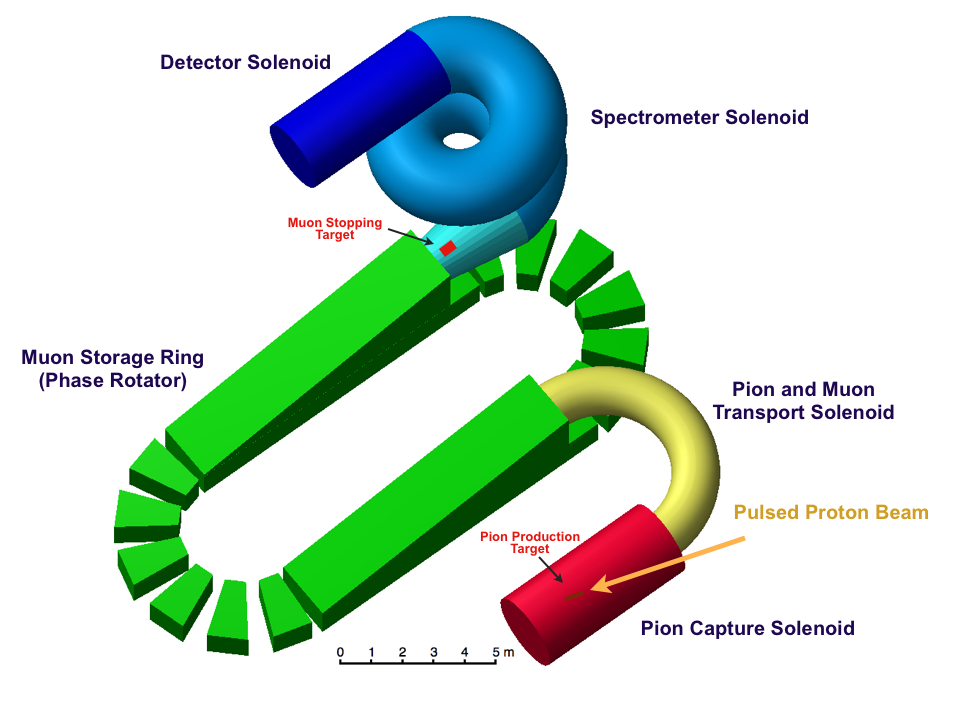 Detector Solenoid
Spectrometer Solenoid
Muon Stopping
Target
Muon Storage Ring
(Phase Rotator)
Pion and Muon
Transport Solenoid
Pulsed Proton Beam
Pion Production
Target
Pion Capture Solenoid
0 1 2 3 4 5 m